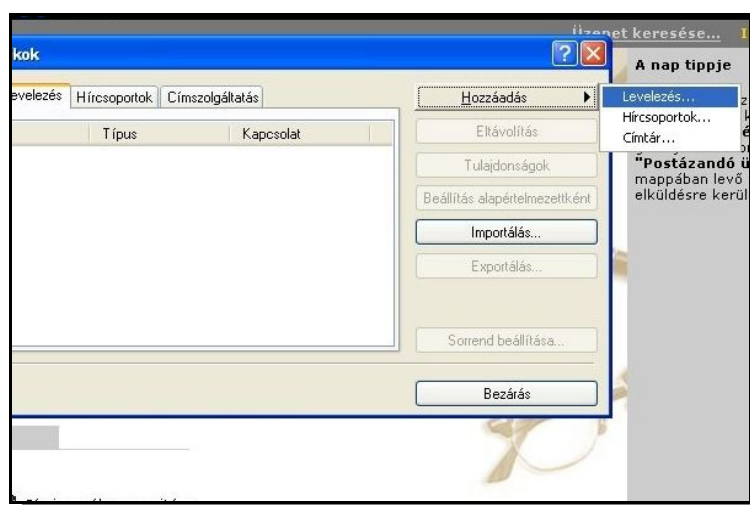 Üzenet keresése...
kok
A nap tippje
evelezés Hírcsoportok Címszolgáltatás
Hozzáadás
Levelezés...
Hírcsoportok...
Címtár...
Típus Kapcsolat
Eltávolítás
Tulajdonságok
"Postázandó ü
mappában levő
elküldésre kerül
Beállítás alapértelmezettként
Importálás...
Exportálás...
Sorrend beállítása...
Bezárás